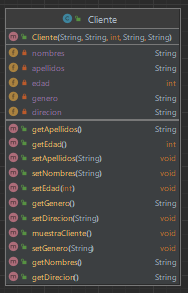 Cliente
Cliente(String, String, int, String, String)
nombres String
apellidos String
edad int
genero String
direcion String
getApellidos() String
getEdad() int
setApellidos(String) void
setNombres(String) void
setEdad(int) void
getGenero() String
setDirecion(String) void
muestraCliente() void
setGenero(String) void
getNombres() String
getDirecion() String